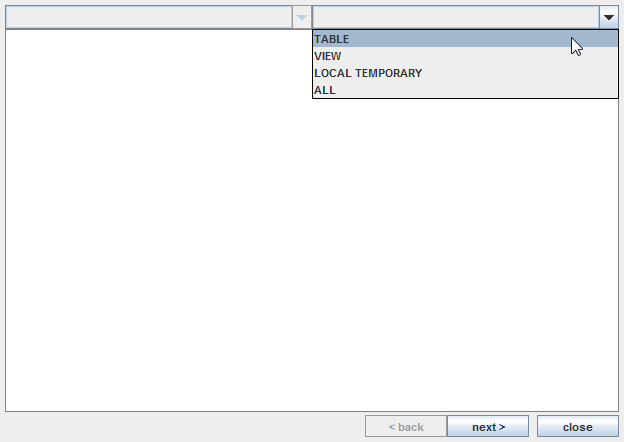 TABLE
VIEW
LOCAL TEMPORARY
ALL
< back
next >
close